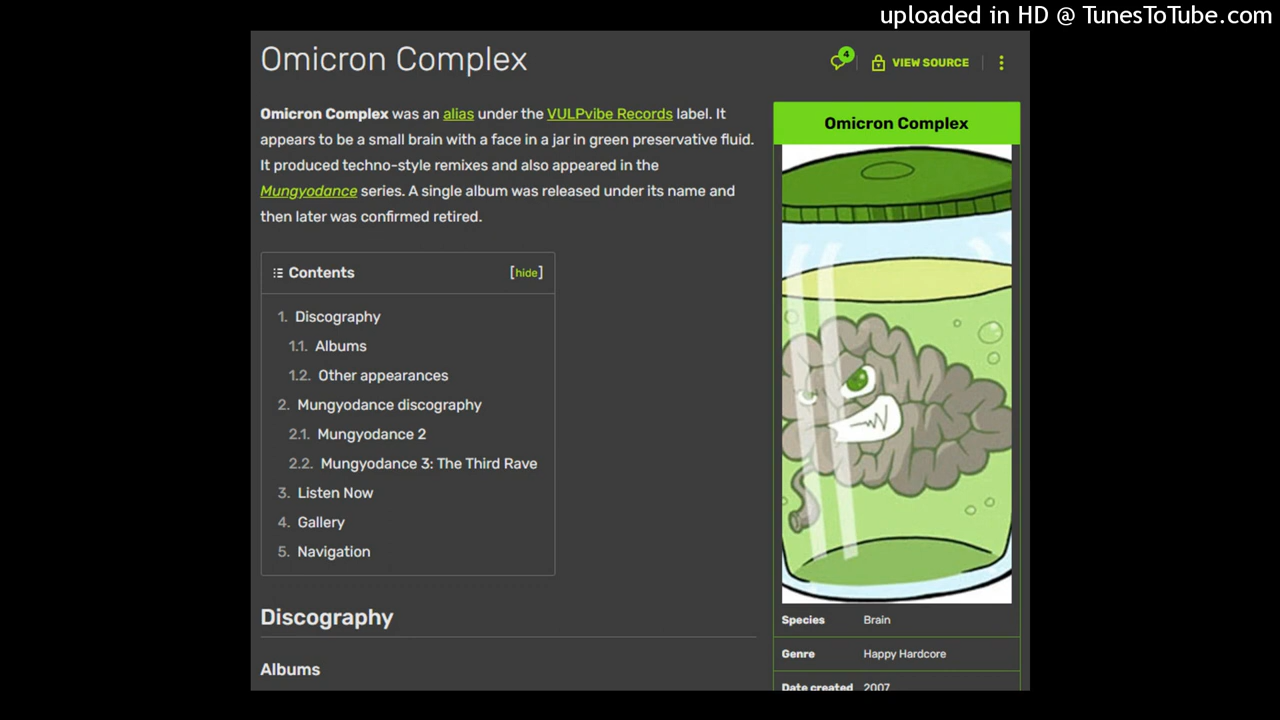 uploaded in HD @ TunesToTube.com
Omicron Complex
4
VIEW SOURCE
Omicron Complex was an alias under the VULPvibe Records label. It
appears to be a small brain with a face in a jar in green preservative fluid.
It produced techno-style remixes and also appeared in the
Mungyodance series. A single album was released under its name and
then later was confirmed retired.
Contents [hide]
1. Discography
1.1. Albums
1.2. Other appearances
2. Mungyodance discography
2.1. Mungyodance 2
2.2. Mungyodance 3: The Third Rave
3. Listen Now
4. Gallery
5. Navigation
Discography
Albums
Omicron Complex
Species Brain
Genre Happy Hardcore
Date created 2007